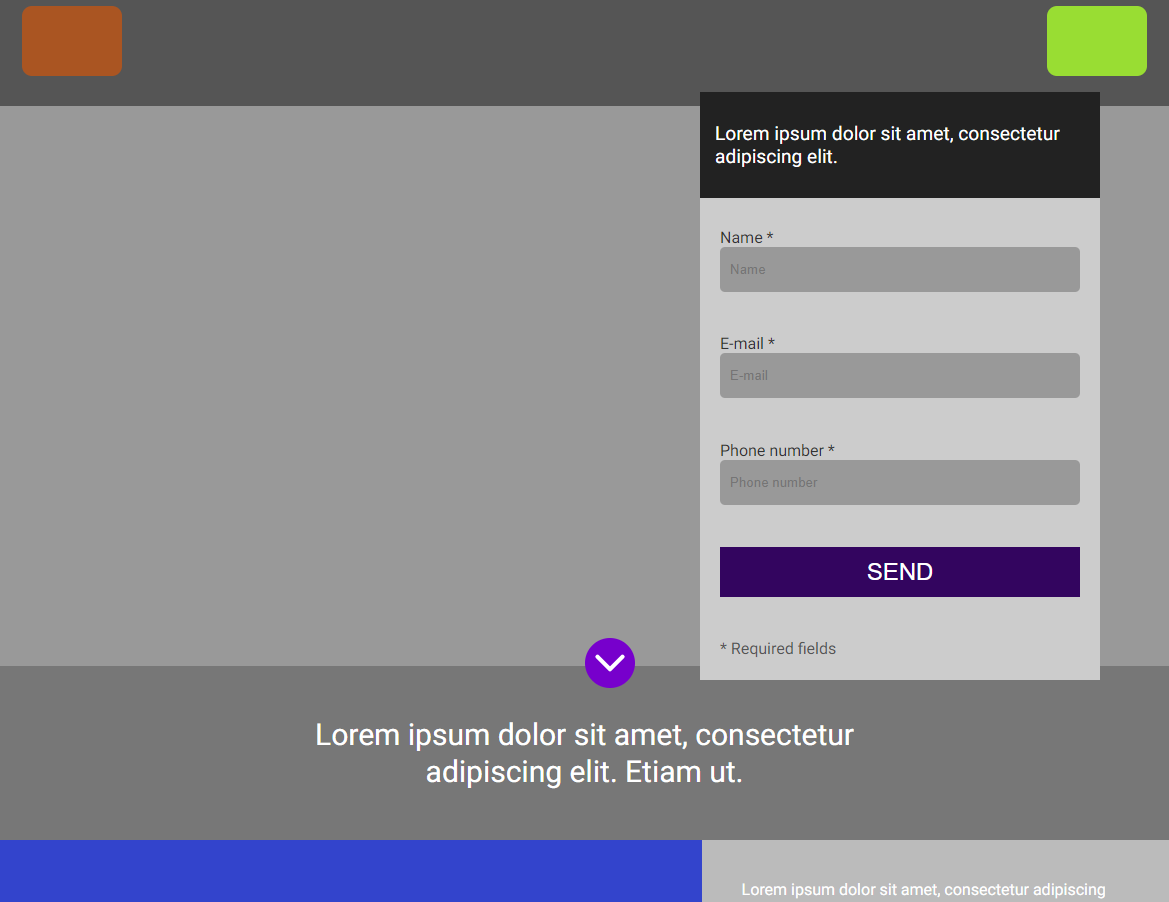 Lorem ipsum dolor sit amet, consectetur
adipiscing elit.
Name *
Name
E-mail *
E-mail
Phone number *
Phone number
SEND
* Required fields
Lorem ipsum dolor sit amet, consectetur
adipiscing elit. Etiam ut.
Lorem ipsum dolor sit amet, consectetur adipiscing